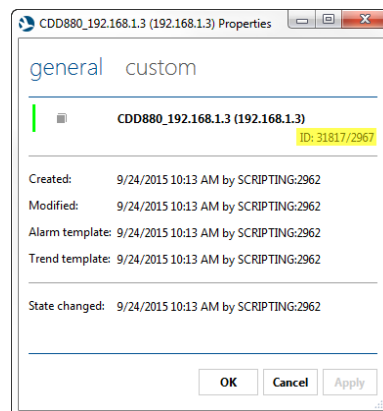 CDD880_192.168.1.3 (192.168.1.3) Properties
general custom
CDD880_192.168.1.3 (192.168.1.3)
ID: 31817/2967
Created: 9/24/2015 10:13 AM by SCRIPTING:2962
Modified: 9/24/2015 10:13 AM by SCRIPTING:2962
Alarm template: 9/24/2015 10:13 AM by SCRIPTING:2962
Trend template: 9/24/2015 10:13 AM by SCRIPTING:2962
State changed: 9/24/2015 10:13 AM by SCRIPTING:2962
OK Cancel Apply